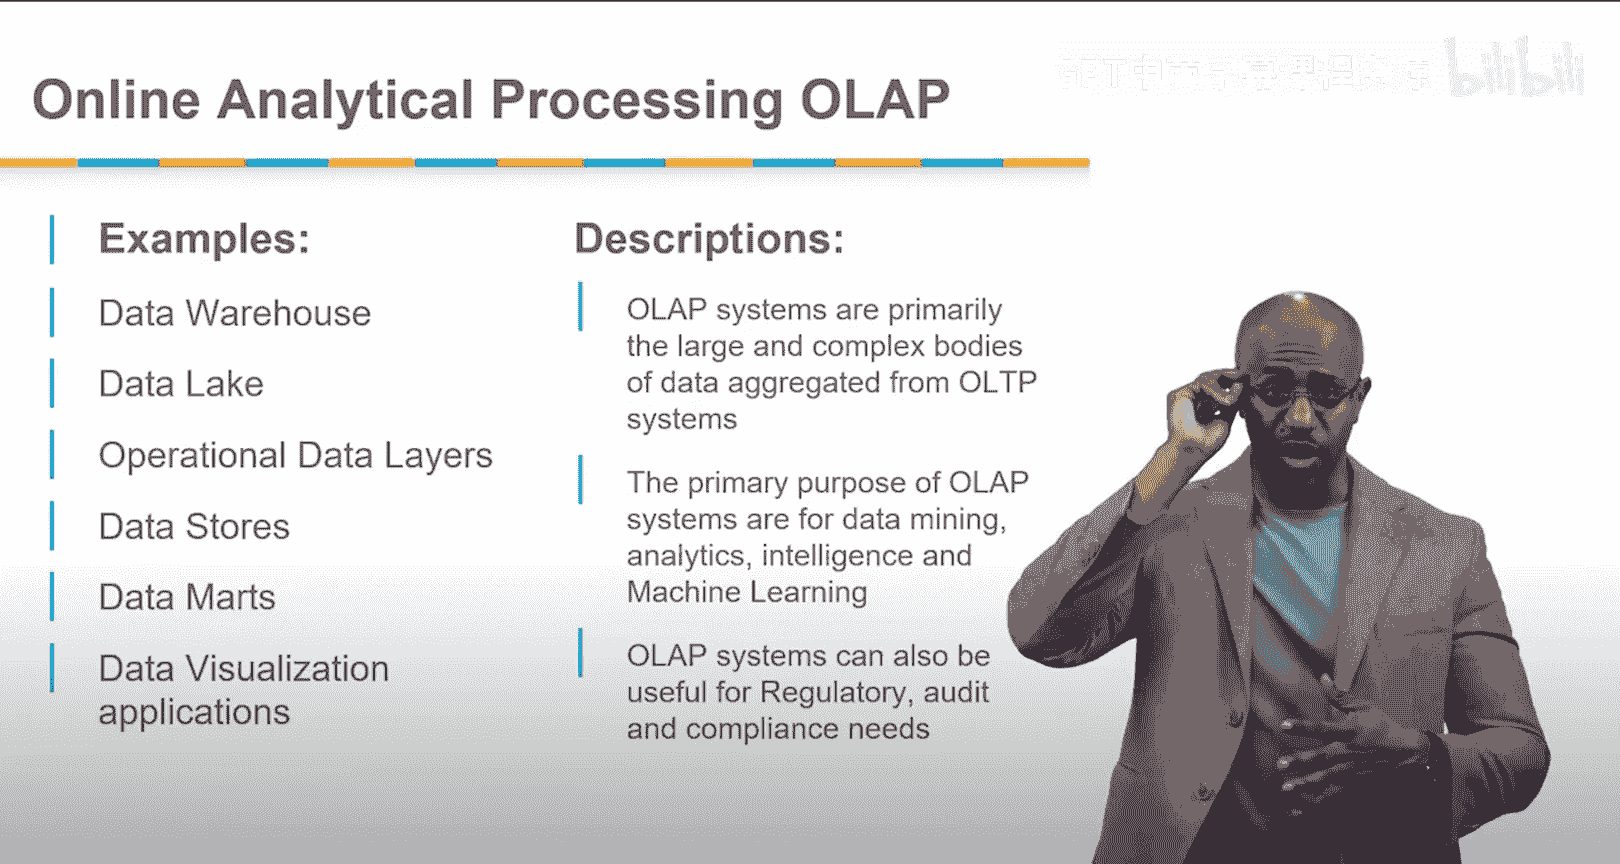 Online Analytical Processing OLAP
bilibili
Examples:
Data Warehouse
Data Lake
Operational Data Layers
Data Stores
Data Marts
Data Visualization
applications
Descriptions:
OLAP systems are primarily
the large and complex bodies
of data aggregated from OLTP
systems
The primary purpose of OLAP
systems are for data mining,
analytics, intelligence and
Machine Learning
OLAP systems can also be
useful for Regulatory, audit
and compliance needs